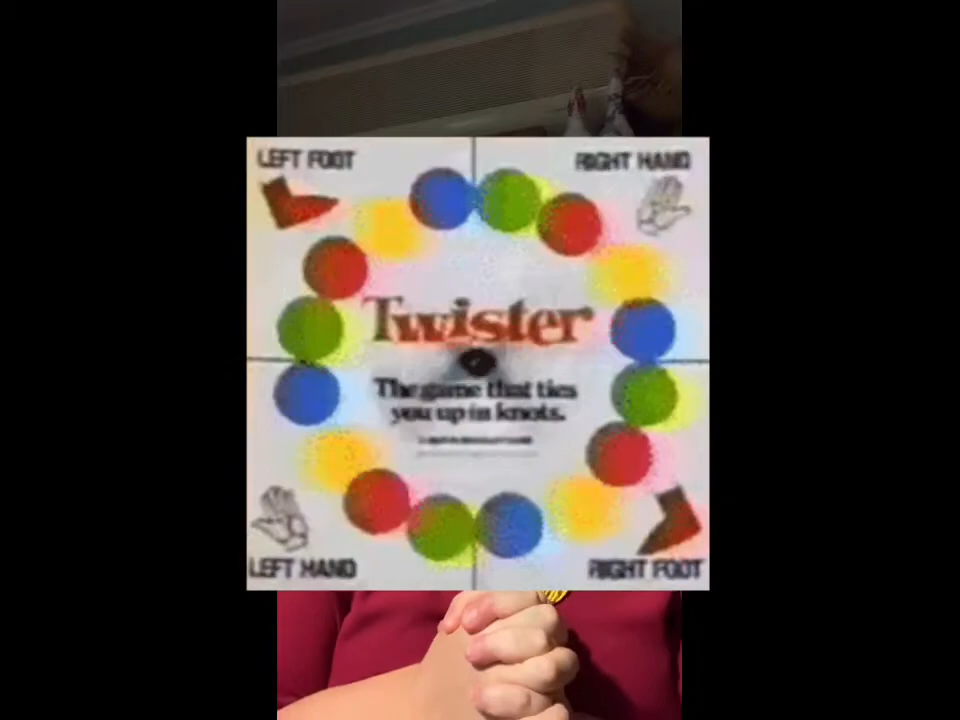 LEFT FOOT
RIGHT HAND
Twister
The game that ties
you up in knots.
LEFT HAND
RIGHT FOOT